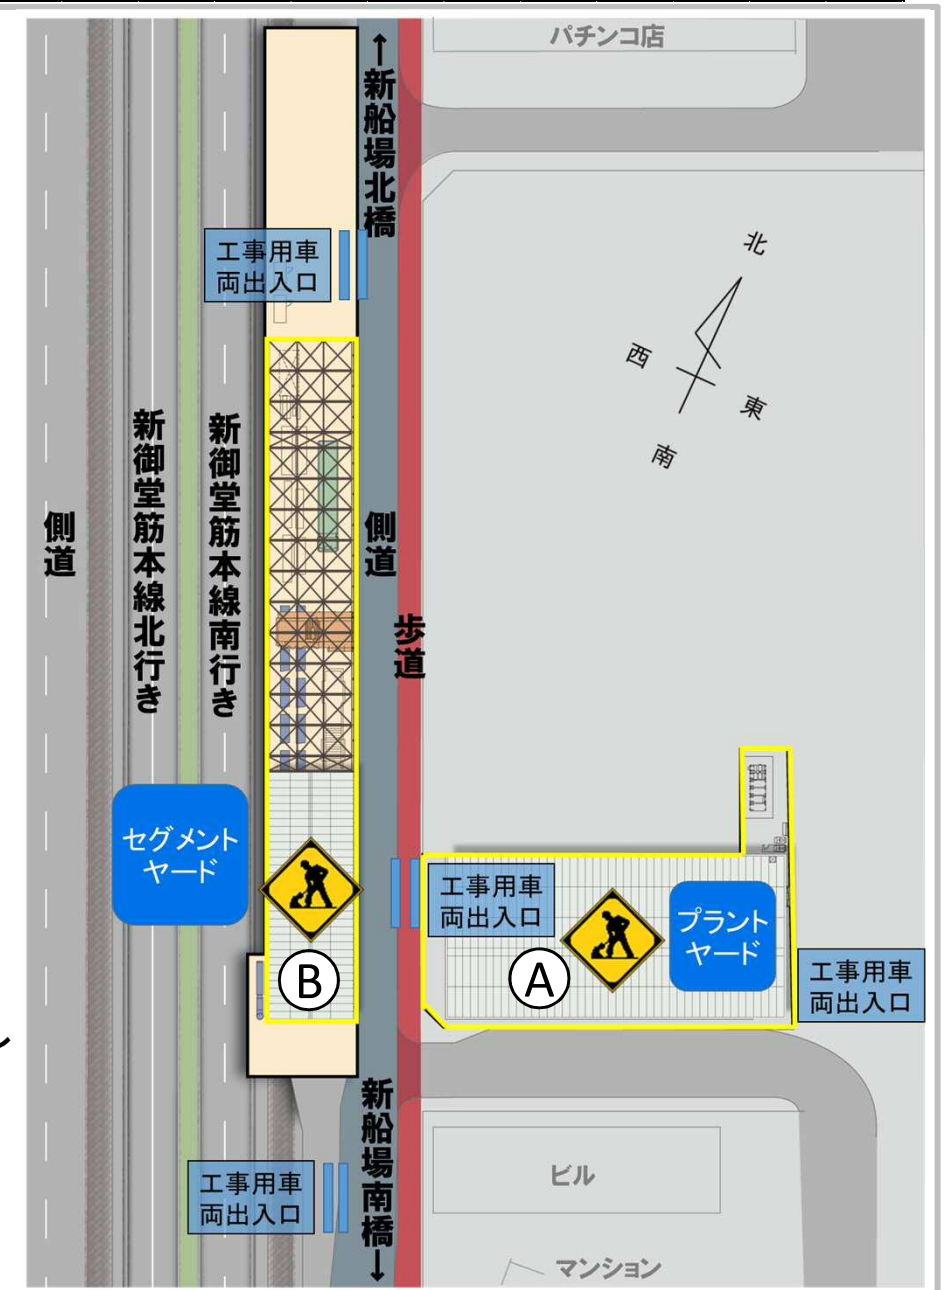 パチンコ店
↑新船場北橋
工事用車
両出入口
北
西
東
南
側道
新御堂筋本線北行き
新御堂筋本線南行き
側道
歩道
セグメント
ヤード
工事用車
両出入口
プラント
ヤード
B
A
工事用車
両出入口
新船場南橋↓
工事用車
両出入口
ビル
マンション